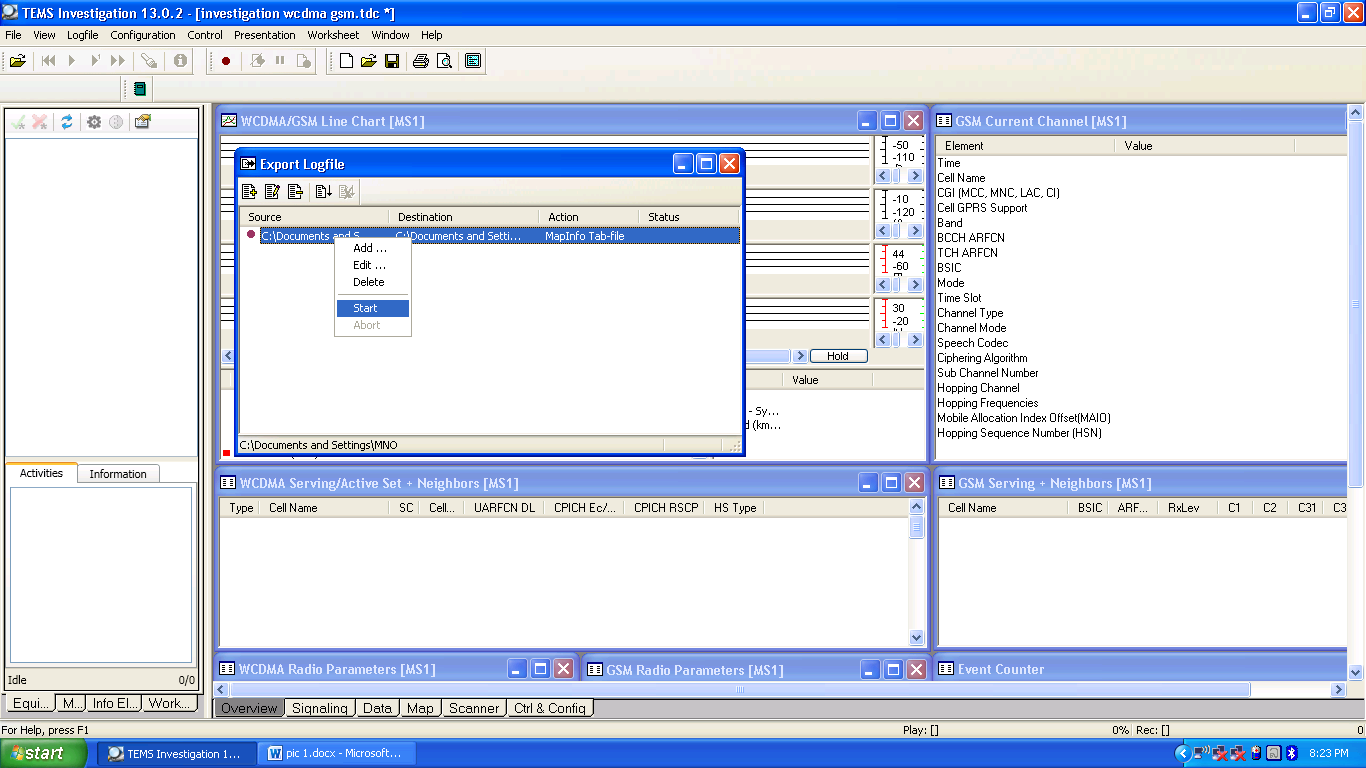 TEMS Investigation 13.0.2 - [investigation wcdma gsm.tdc *]
File View Logfile Configuration Control Presentation Worksheet Window Help
WCDMA/GSM Line Chart [MS1]
GSM Current Channel [MS1]
Element Value
Time
Cell Name
CGI (MCC, MNC, LAC, CI)
Cell GPRS Support
Band
BCCH ARFCN
TCH ARFCN
BSIC
Mode
Time Slot
Channel Type
Channel Mode
Speech Codec
Ciphering Algorithm
Sub Channel Number
Hopping Channel
Hopping Frequencies
Mobile Allocation Index Offset(MAIO)
Hopping Sequence Number (HSN)
-50
-110
-10
-120
44
-60
30
-20
Hold
Value
- Sy...
(km...
Export Logfile
Source Destination Action Status
C:\Documents and S C:\Documents and Setti... MapInfo Tab-file
Add ...
Edit ...
Delete
Start
Abort
C:\Documents and Settings\MNO
Activities Information
Idle 0/0
Equi... M... Info El... Work...
WCDMA Serving/Active Set + Neighbors [MS1]
Type Cell Name SC Cell... UARFCN DL CPICH Ec/... CPICH RSCP HS Type
GSM Serving + Neighbors [MS1]
Cell Name BSIC ARF... RxLev C1 C2 C31 C3
WCDMA Radio Parameters [MS1]
GSM Radio Parameters [MS1]
Event Counter
Overview Signaling Data Map Scanner Ctrl & Config
For Help, press F1 Play: [] 0% Rec: [] 0
start TEMS Investigation 1... pic 1.docx - Microsoft... 8:23 PM